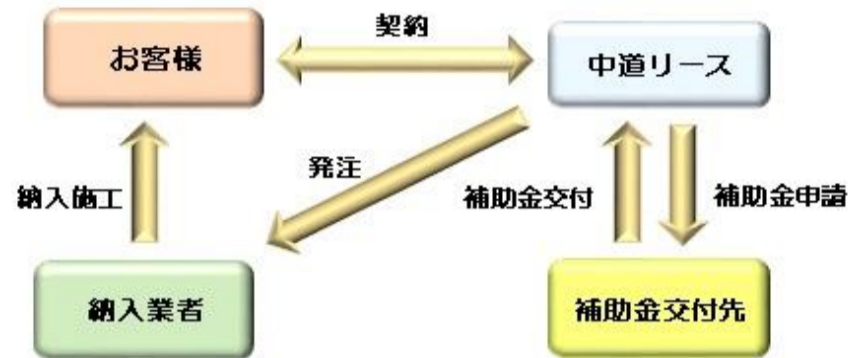 契約
お客様
中道リース
発注
納入施工
補助金交付
補助金申請
納入業者
補助金交付先